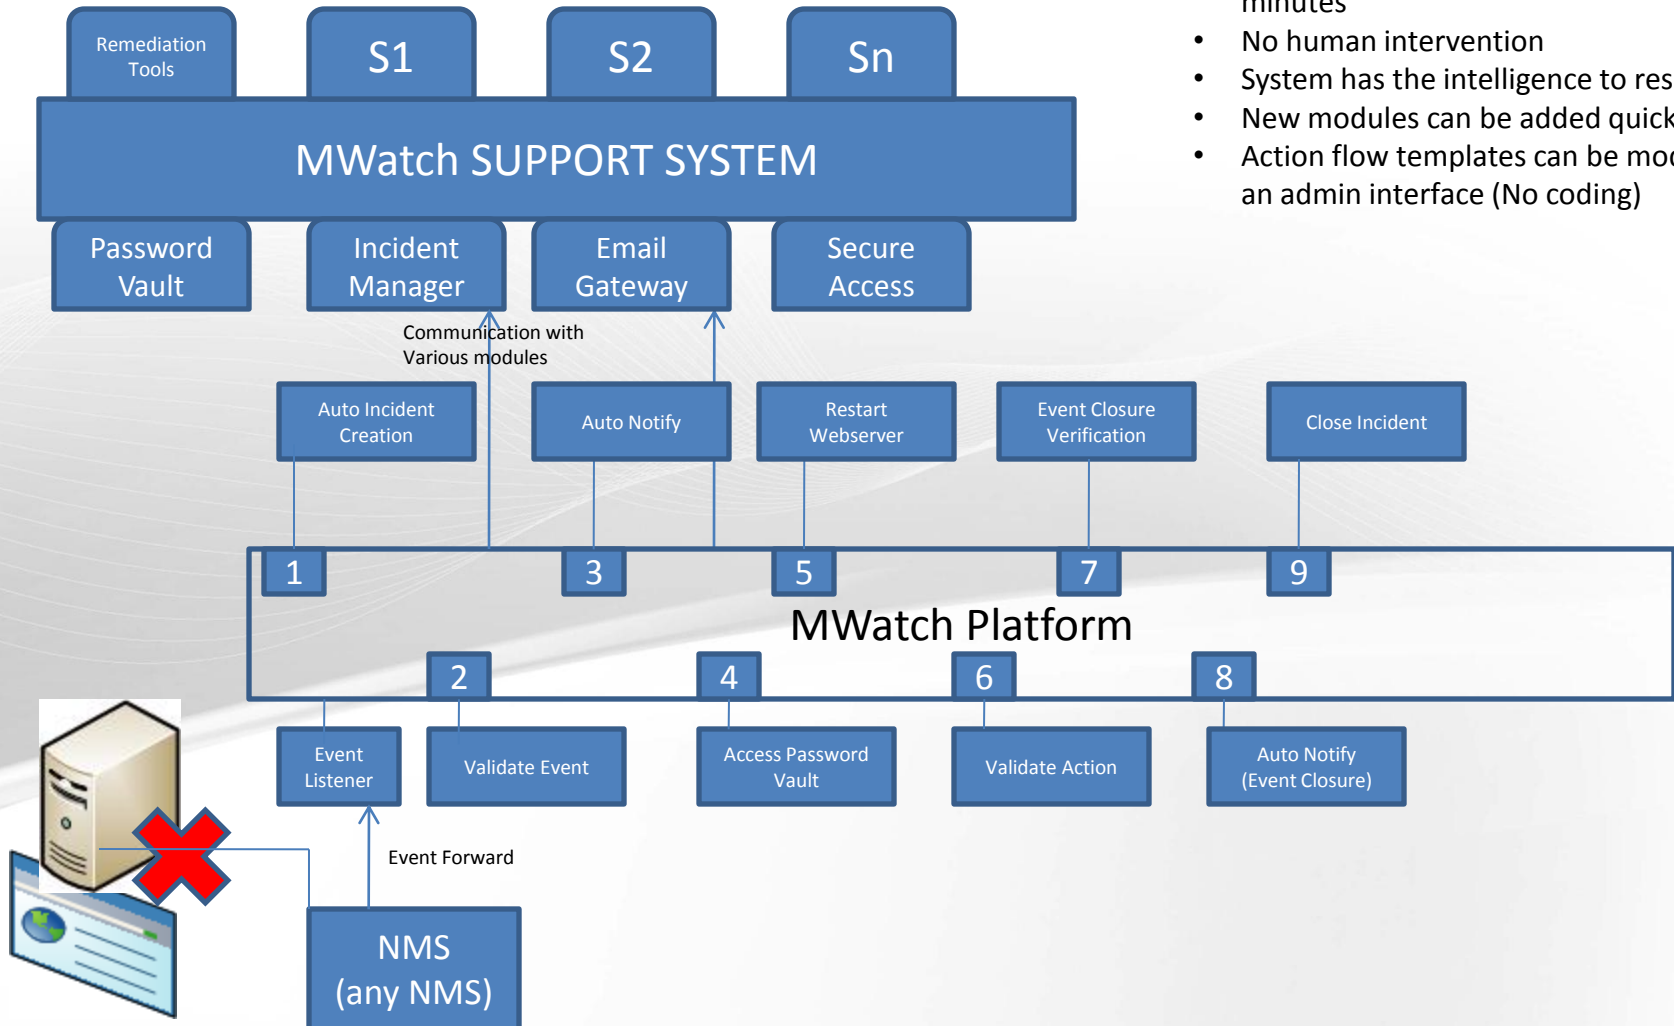 minutes
• No human intervention
• System has the intelligence to res
• New modules can be added quick
• Action flow templates can be mod
an admin interface (No coding)
Remediation
Tools
S1
S2
Sn
MWatch SUPPORT SYSTEM
Password
Vault
Incident
Manager
Email
Gateway
Secure
Access
Communication with
Various modules
Auto Incident
Creation
Auto Notify
Restart
Webserver
Event Closure
Verification
Close Incident
1
3
5
7
9
MWatch Platform
2
4
6
8
Event
Listener
Validate Event
Access Password
Vault
Validate Action
Auto Notify
(Event Closure)
Event Forward
NMS
(any NMS)